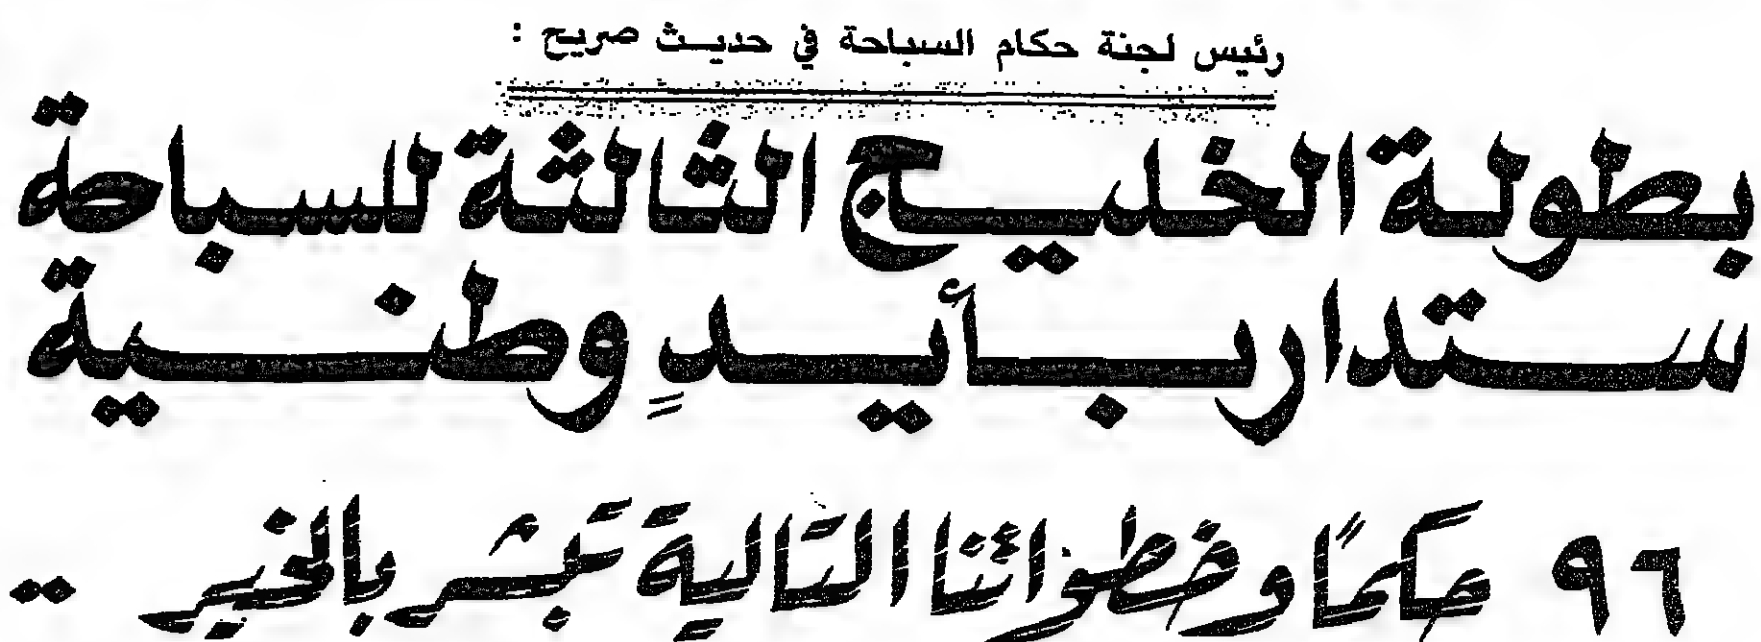 رئيس لجنة حكام السباحة في حديث صريح :
بطولة الخليج الثالثة للسباحة
ستدار بأيدٍ وطنية
٩٦ حكمًا وخطواتنا التالية تبشر بالخير ..